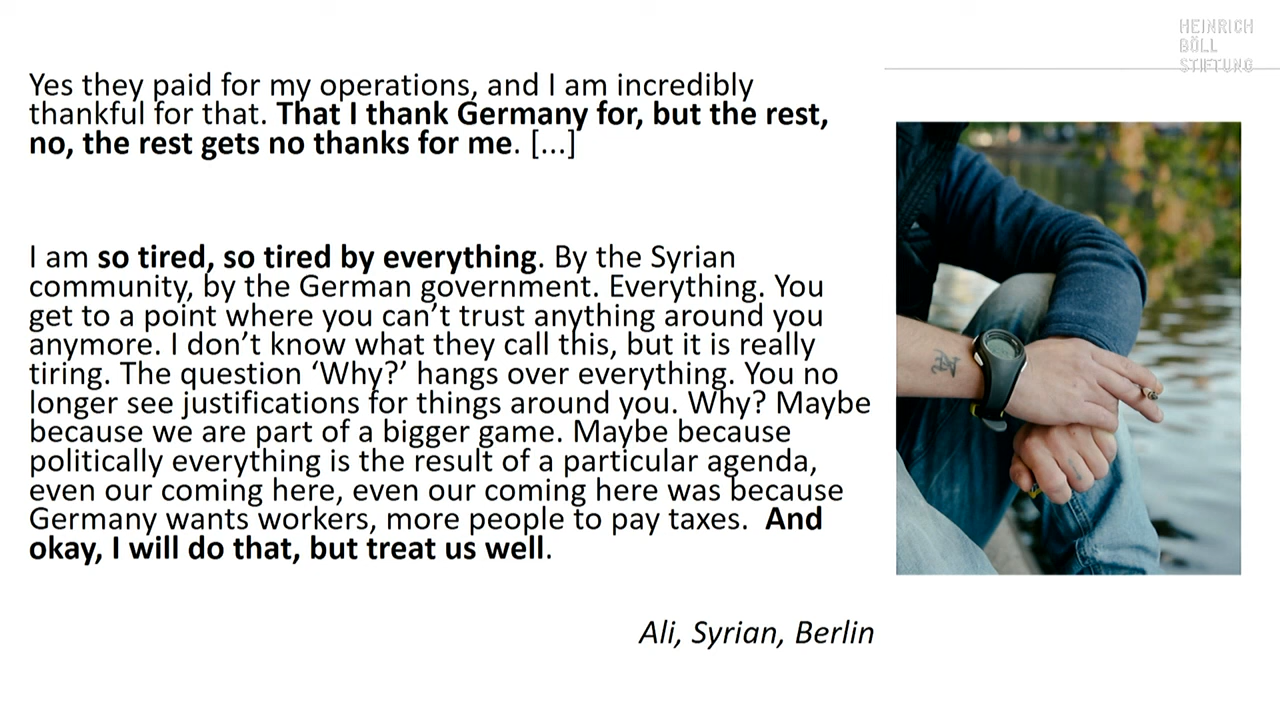 HEINRICH
BÖLL
STIFTUNG
Yes they paid for my operations, and I am incredibly
thankful for that. That I thank Germany for, but the rest,
no, the rest gets no thanks for me. [...]
I am so tired, so tired by everything. By the Syrian
community, by the German government. Everything. You
get to a point where you can’t trust anything around you
anymore. I don’t know what they call this, but it is really
tiring. The question ‘Why?’ hangs over everything. You no
longer see justifications for things around you. Why? Maybe
because we are part of a bigger game. Maybe because
politically everything is the result of a particular agenda,
even our coming here, even our coming here was because
Germany wants workers, more people to pay taxes.  And
okay, I will do that, but treat us well.
Ali, Syrian, Berlin